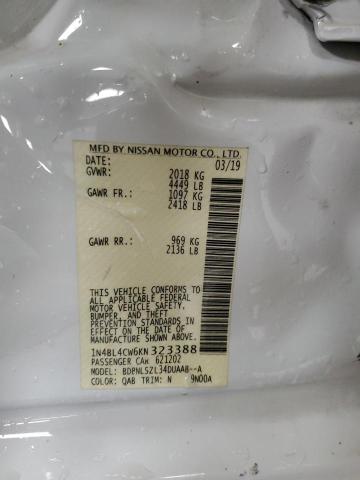 MFD BY NISSAN MOTOR CO., LTD.
DATE: 03/19
GVWR: 2018 KG
4449 LB
GAWR FR.: 1097 KG
2418 LB
GAWR RR.: 969 KG
2136 LB
THIS VEHICLE CONFORMS TO
ALL APPLICABLE FEDERAL
MOTOR VEHICLE SAFETY,
BUMPER, AND THEFT
PREVENTION STANDARDS
IN EFFECT ON THE DATE OF
MANUFACTURE SHOWN ABOVE.
1N4BL4CW6KN323388
PASSENGER CAR 621202
MODEL: BDPNLSZL34DUAAB--A
COLOR: QAB TRIM: N 9N00A